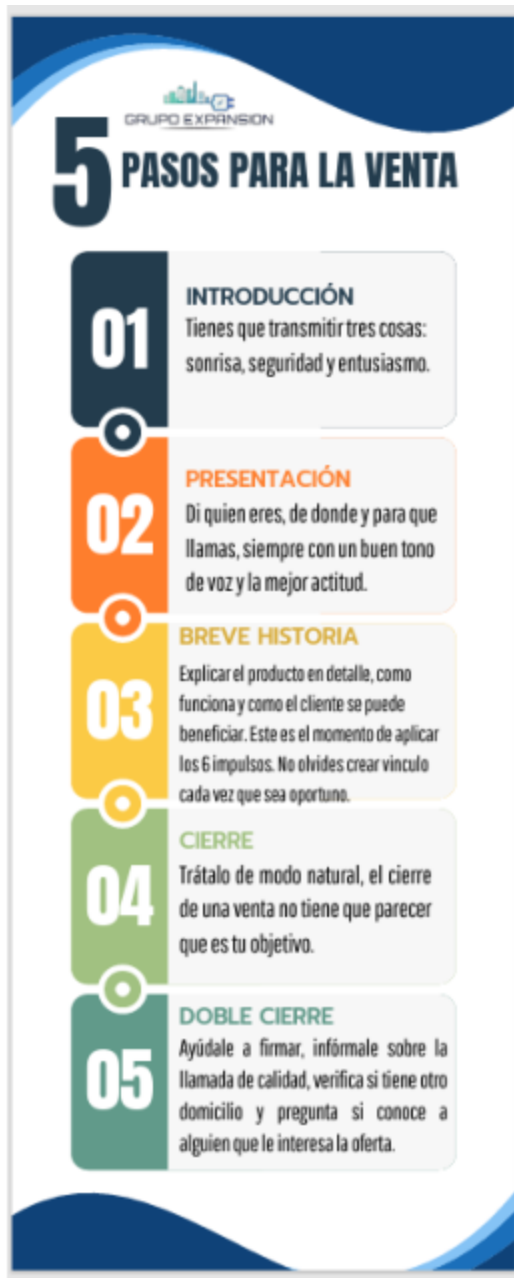 GRUPO EXPANSION
5 PASOS PARA LA VENTA
01
INTRODUCCIÓN
Tienes que transmitir tres cosas:
sonrisa, seguridad y entusiasmo.
02
PRESENTACIÓN
Di quien eres, de donde y para que
llamas, siempre con un buen tono
de voz y la mejor actitud.
03
BREVE HISTORIA
Explicar el producto en detalle, como
funciona y como el cliente se puede
beneficiar. Este es el momento de aplicar
los 6 impulsos. No olvides crear vinculo
cada vez que sea oportuno.
04
CIERRE
Trátalo de modo natural, el cierre
de una venta no tiene que parecer
que es tu objetivo.
05
DOBLE CIERRE
Ayúdale a firmar, infórmale sobre la
llamada de calidad, verifica si tiene otro
domicilio y pregunta si conoce a
alguien que le interesa la oferta.